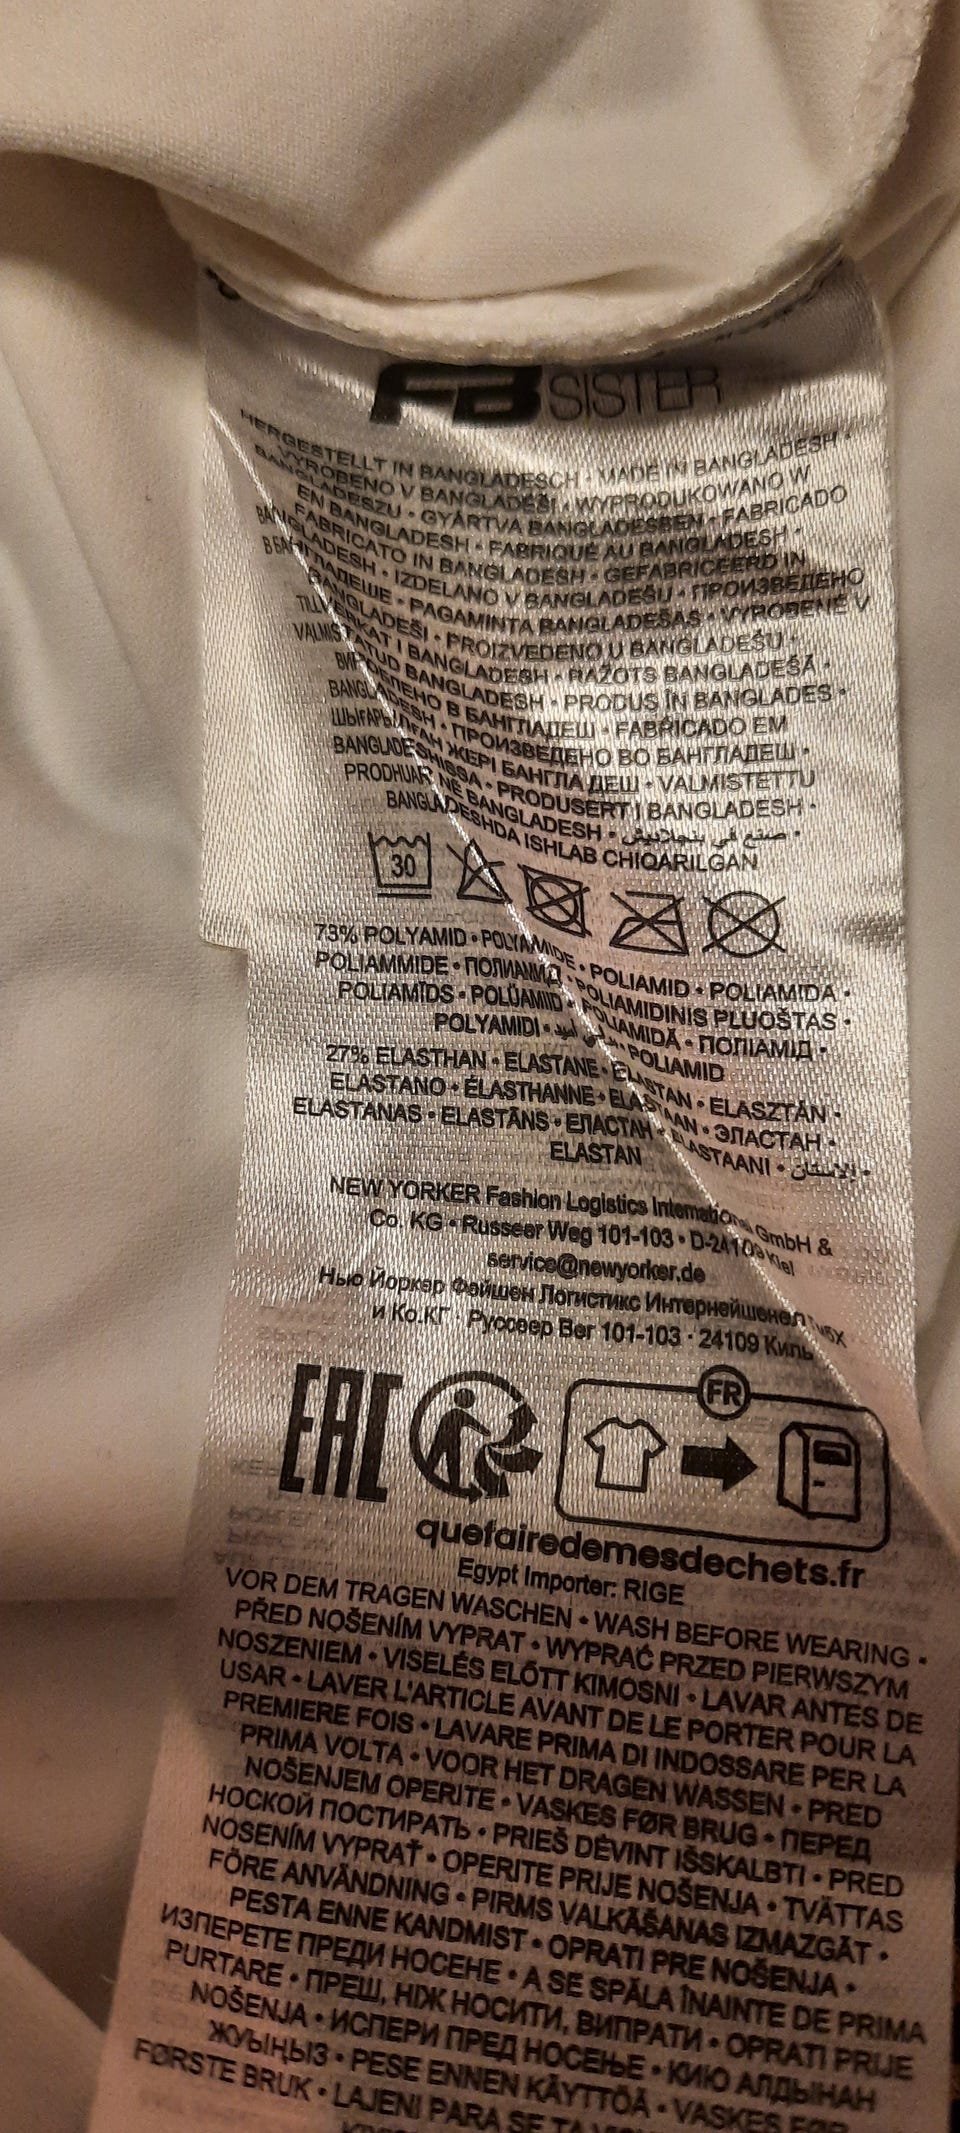 FB SISTER
HERGESTELLT IN BANGLADESCH • MADE IN BANGLADESH •
VYROBENO V BANGLADÉŠI • WYPRODUKOWANO W
BANGLADESZU • GYÁRTVA BANGLADESBEN • FABRICADO
EN BANGLADESH • FABRIQUÉ AU BANGLADESH •
FABRICATO IN BANGLADESH • GEFABRICEERD IN
BANGLADESH • IZDELANO V BANGLADEŠU • ПРОИЗВЕДЕНО
В БАНГЛАДЕШЕ • PAGAMINTA BANGLADEŠAS • VYROBENÉ V
BANGLADEŠI • PROIZVEDENO U BANGLADEŠU •
TILLVERKAT I BANGLADESH • RAŽOTS BANGLADEŠĀ •
VALMISTATUD BANGLADESH • PRODUS ÎN BANGLADES •
ВИРОБЛЕНО В БАНГЛАДЕШ • FABRICADO EM
BANGLADESH • ПРОИЗВЕДЕНО ВО БАНГЛАДЕШ •
ШЫҒАРЫЛҒАН ЖЕРІ БАНГЛА ДЕШ • VALMISTETTU
BANGLADESHISSA • PRODUSERT I BANGLADESH •
PRODHUAR NË BANGLADESH • صنع في بنجلاديش •
BANGLADESHDA ISHLAB CHIQARILGAN
30
73% POLYAMID • POLYAMIDE • POLIAMID • POLIAMIDA •
POLIAMMIDE • ПОЛИАМИД • POLIAMIDINIS PLUOŠTAS •
POLIAMĪDS • POLÜAMIID • POLIAMIDĂ • ПОЛІАМІД •
POLYAMIDI • • POLIAMID
27% ELASTHAN • ELASTANE • ELASTAN • ELASZTÁN •
ELASTANO • ÉLASTHANNE • ELASTAAN • ЭЛАСТАН •
ELASTANAS • ELASTĀNS • ЕЛАСТАН • ELASTAANI • الاستان •
ELASTAN
NEW YORKER Fashion Logistics International GmbH &
Co. KG • Russeer Weg 101-103 • D-24109 Kiel
service@newyorker.de
Нью Йоркер Фэйшен Логистикс Интернейшенел ГмбХ
и Ко.КГ Руссеер Вег 101-103 · 24109 Киль
EAC
FR
quefairedemesdechets.fr
Egypt Importer: RIGE
VOR DEM TRAGEN WASCHEN • WASH BEFORE WEARING •
PŘED NOŠENÍM VYPRAT • WYPRAĆ PRZED PIERWSZYM
NOSZENIEM • VISELÉS ELŐTT KIMOSNI • LAVAR ANTES DE
USAR • LAVER L'ARTICLE AVANT DE LE PORTER POUR LA
PREMIERE FOIS • LAVARE PRIMA DI INDOSSARE PER LA
PRIMA VOLTA • VOOR HET DRAGEN WASSEN • PRED
NOŠENJEM OPERITE • VASKES FØR BRUG • ПЕРЕД
НОСКОЙ ПОСТИРАТЬ • PRIEŠ DĖVINT IŠSKALBTI • PRED
NOSENÍM VYPRAŤ • OPERITE PRIJE NOŠENJA • TVÄTTAS
FÖRE ANVÄNDNING • PIRMS VALKĀŠANAS IZMAZGĀT •
PESTA ENNE KANDMIST • OPRATI PRE NOŠENJA •
ИЗПЕРЕТЕ ПРЕДИ НОСЕНЕ • A SE SPĂLA ÎNAINTE DE PRIMA
PURTARE • ПРЕШ, НІЖ НОСИТИ, ВИПРАТИ • OPRATI PRIJE
NOŠENJA • ИСПЕРИ ПРЕД НОСЕЊЕ • КИЮ АЛДЫНАН
ЖУЫҢЫЗ • PESE ENNEN KÄYTTÖÄ • VASKES FØR
FØRSTE BRUK • LAJENI PARA SE TA